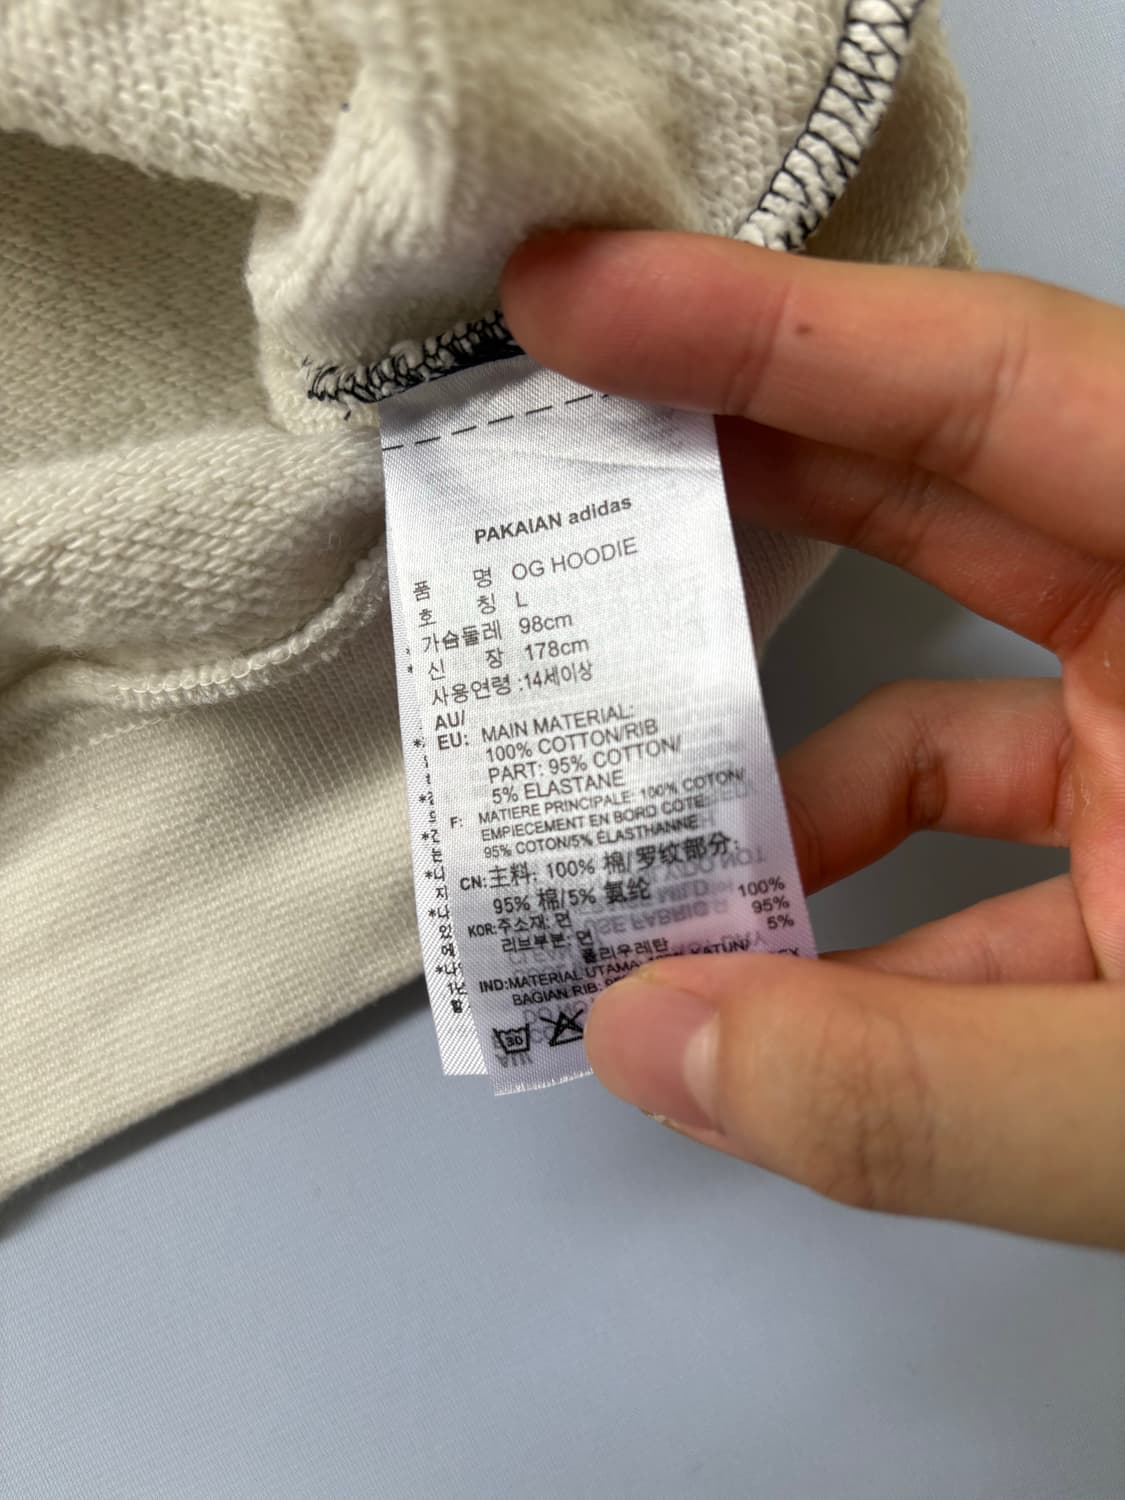 PAKAIAN adidas
품 명 OG HOODIE
호 칭 L
가슴둘레 98cm
신 장 178cm
사용연령 :14세이상
AU/
EU: MAIN MATERIAL:
100% COTTON/RIB
PART: 95% COTTON/
5% ELASTANE
F: MATIERE PRINCIPALE: 100% COTON/
EMPIECEMENT EN BORD COTE:
95% COTON/5% ÉLASTHANNE
CN:主料: 100% 棉/罗纹部分:
95% 棉/5% 氨纶
KOR:주소재: 면 100%
리브부분: 면 95%
폴리우레탄 5%
IND:MATERIAL UTAMA: 100% KATUN/
BAGIAN RIB:
30